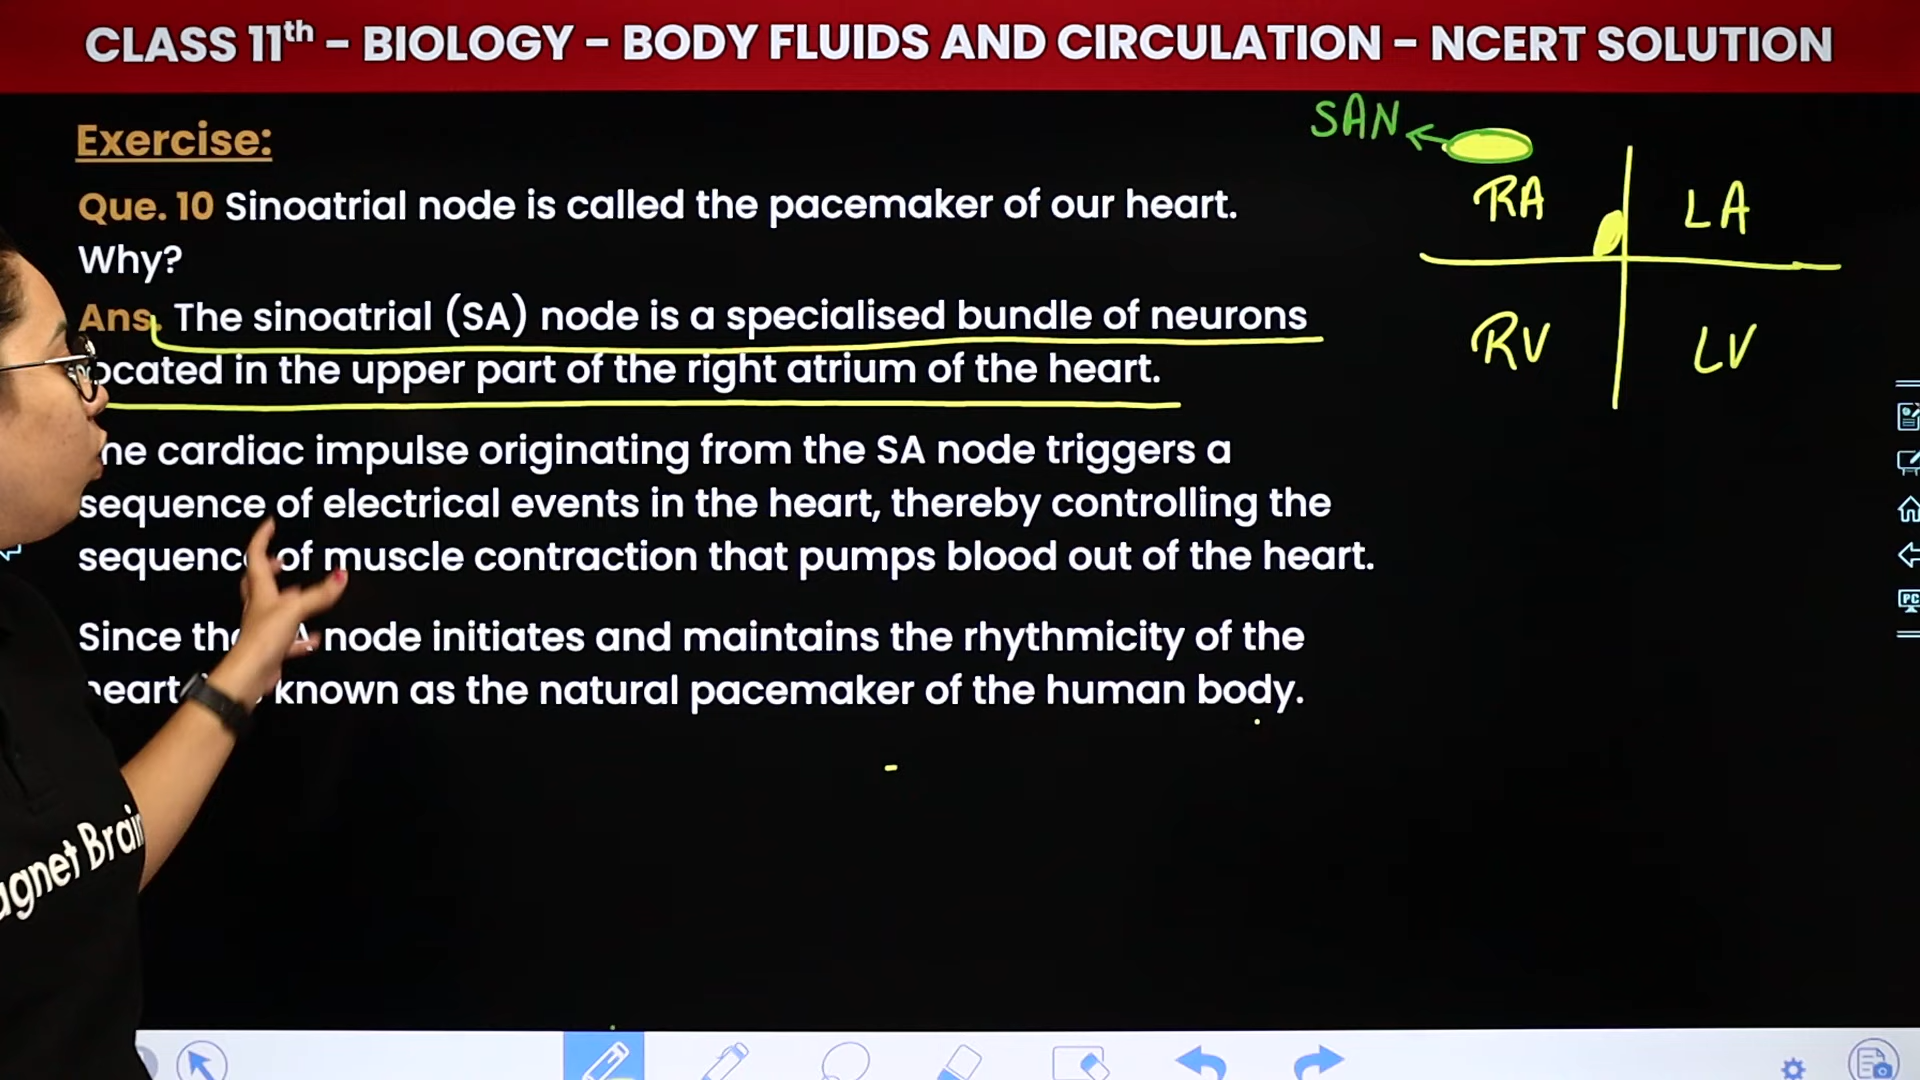 CLASS 11th – BIOLOGY – BODY FLUIDS AND CIRCULATION – NCERT SOLUTION
SAN
Exercise:
RA
LA
Que. 10 Sinoatrial node is called the pacemaker of our heart.
Why?
Ans. The sinoatrial (SA) node is a specialised bundle of neurons
RV
LV
ocated in the upper part of the right atrium of the heart.
he cardiac impulse originating from the SA node triggers a
sequence of electrical events in the heart, thereby controlling the
sequenc of muscle contraction that pumps blood out of the heart.
Since th A node initiates and maintains the rhythmicity of the
heart known as the natural pacemaker of the human body.
agnet Brain
PC